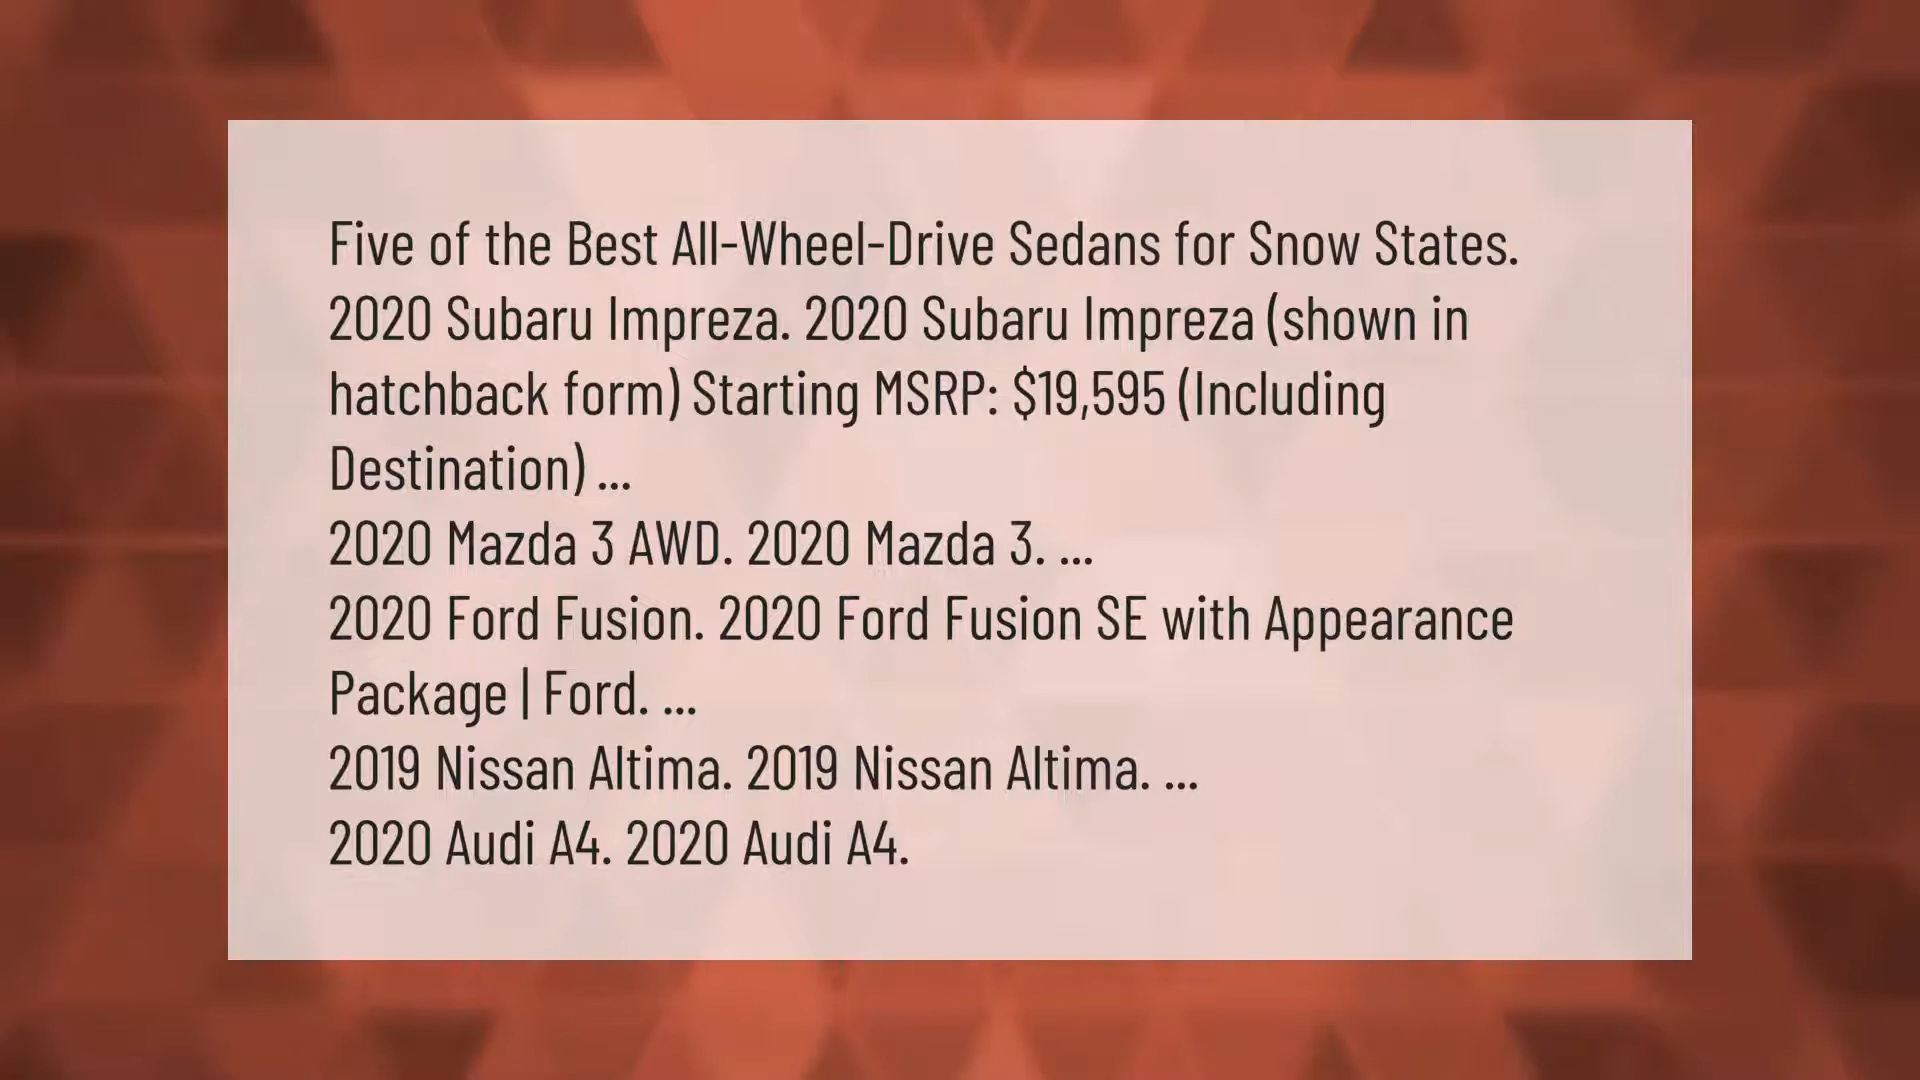 Five of the Best All-Wheel-Drive Sedans for Snow States.
2020 Subaru Impreza. 2020 Subaru Impreza (shown in
hatchback form) Starting MSRP: $19,595 (Including
Destination) ...
2020 Mazda 3 AWD. 2020 Mazda 3. ...
2020 Ford Fusion. 2020 Ford Fusion SE with Appearance
Package | Ford. ...
2019 Nissan Altima. 2019 Nissan Altima. ...
2020 Audi A4. 2020 Audi A4.